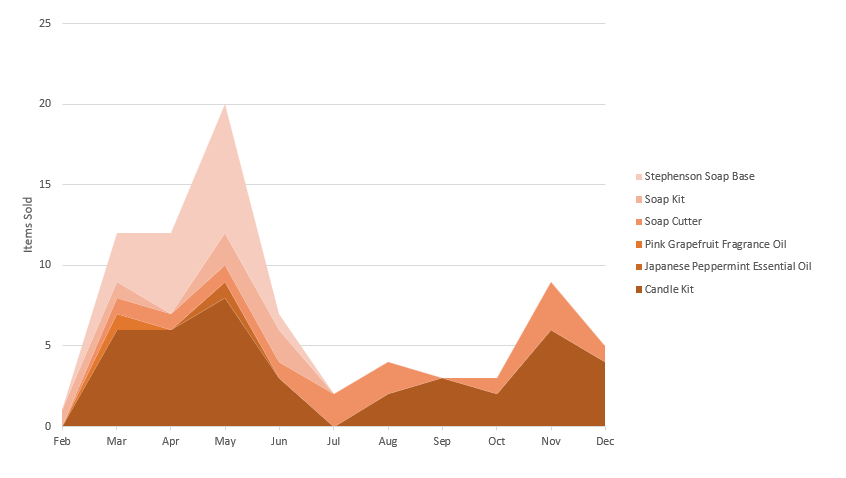 25
20
15
10
5
0
Items Sold
Feb Mar Apr May Jun Jul Aug Sep Oct Nov Dec
Stephenson Soap Base
Soap Kit
Soap Cutter
Pink Grapefruit Fragrance Oil
Japanese Peppermint Essential Oil
Candle Kit